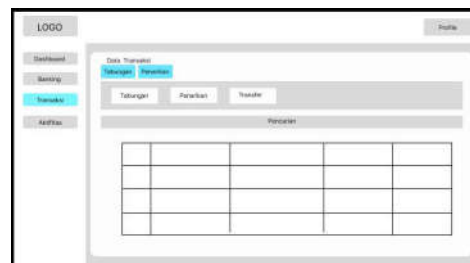 LOGO
Profile
Dashboard
Banking
Transaksi
Aktifitas
Data Transaksi
Tabungan Penarikan
Tabungan Penarikan Transfer
Pencarian